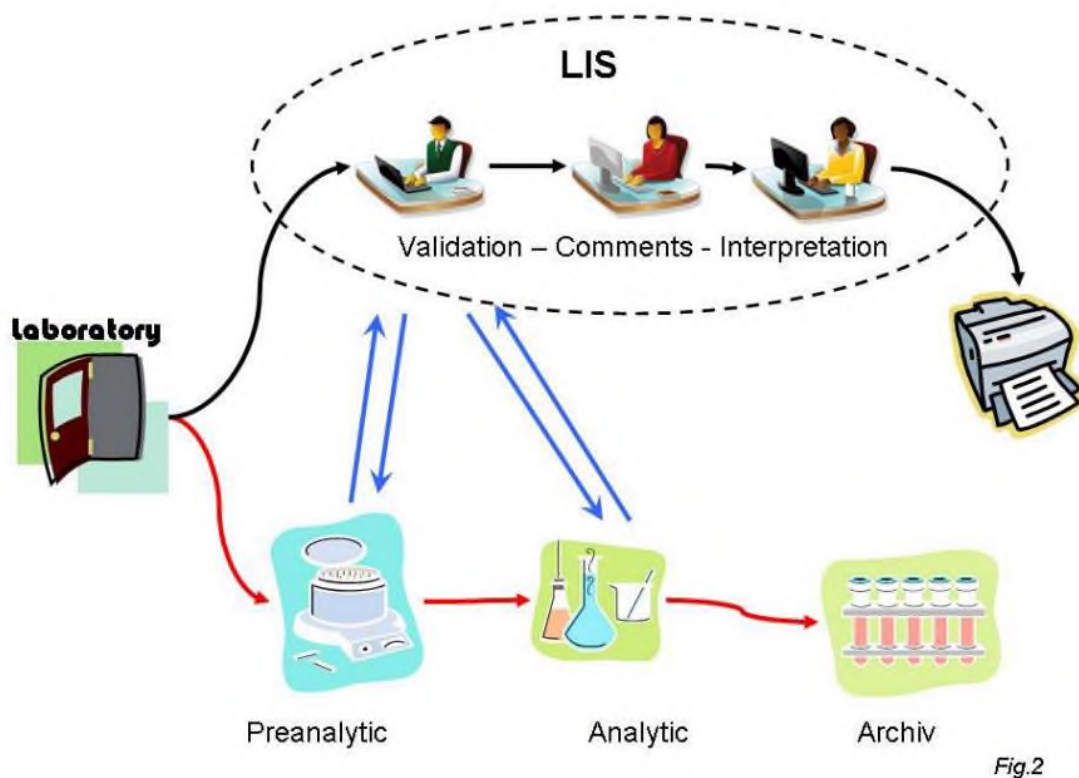 LIS
Validation – Comments - Interpretation
Laboratory
Preanalytic
Analytic
Archiv
Fig.2